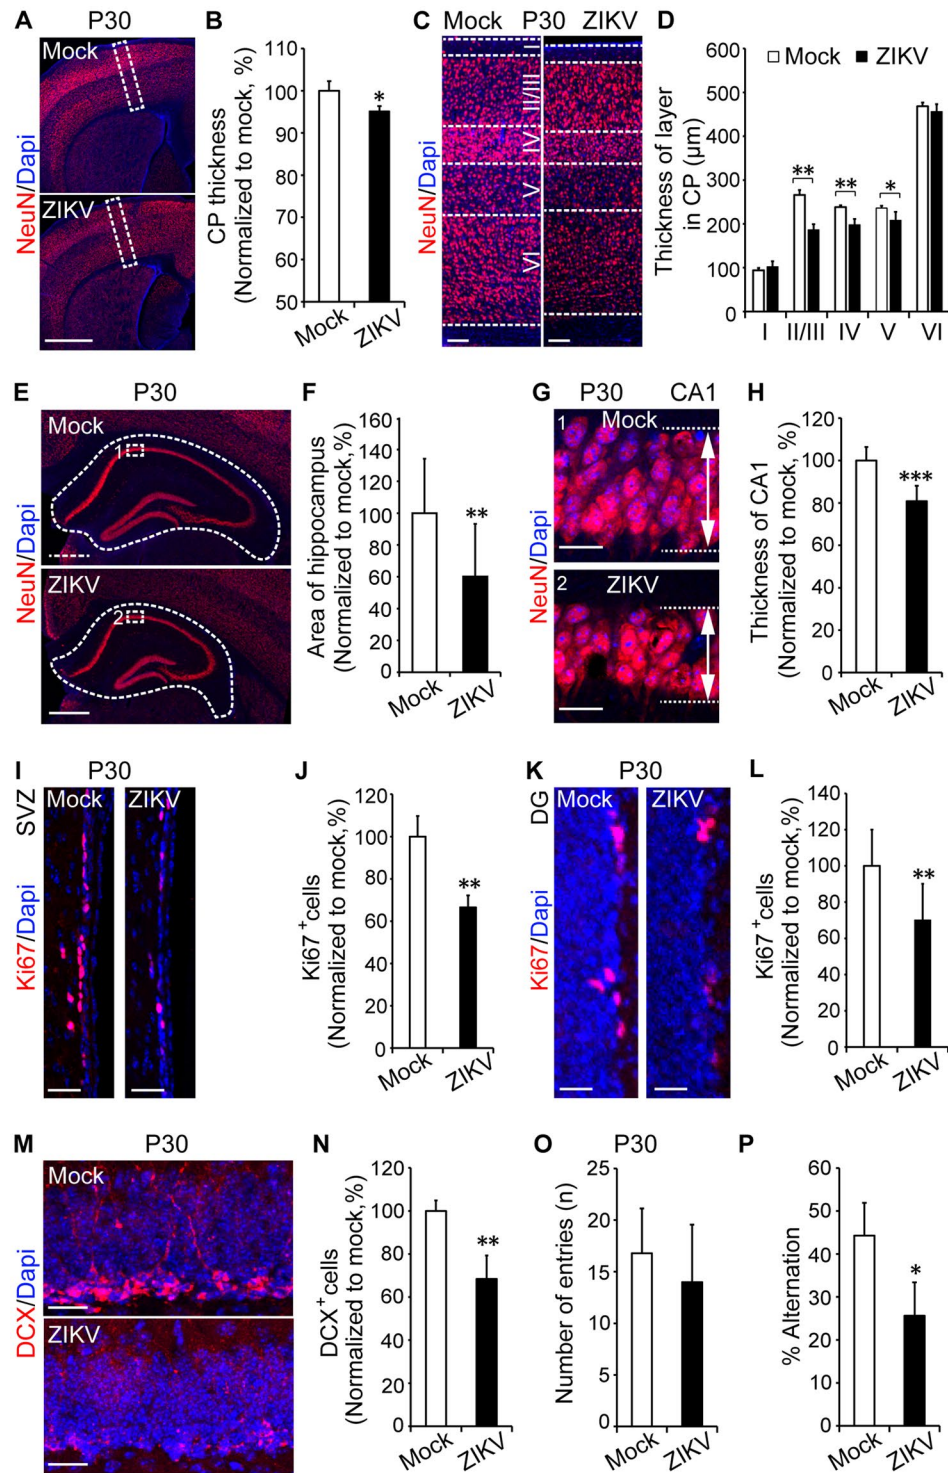 A P30
Mock
ZIKV
NeuN/Dapi
B
CP thickness
(Normalized to mock, %)
110
100
90
80
70
60
50
*
Mock
ZIKV
C Mock P30 ZIKV
NeuN/Dapi
I
II/III
IV
V
VI
D
Thickness of layer
in CP (µm)
600
500
400
300
200
100
0
Mock ZIKV
** ** *
I II/III IV V VI
E P30
Mock
1
ZIKV
2
NeuN/Dapi
F
Area of hippocampus
(Normalized to mock,%)
160
140
120
100
80
60
40
20
0
**
Mock
ZIKV
G P30 CA1
1 Mock
2 ZIKV
NeuN/Dapi
H
Thickness of CA1
(Normalized to mock, %)
120
100
80
60
40
20
0
***
Mock
ZIKV
I P30
SVZ
Mock ZIKV
Ki67/Dapi
J
Ki67+cells
(Normalized to mock,%)
120
100
80
60
40
20
0
**
Mock
ZIKV
K P30
DG
Mock ZIKV
Ki67/Dapi
L
Ki67+cells
(Normalized to mock,%)
140
120
100
80
60
40
20
0
**
Mock
ZIKV
M P30
Mock
ZIKV
DCX/Dapi
N
DCX+cells
(Normalized to mock,%)
120
100
80
60
40
20
0
**
Mock
ZIKV
O P30
Number of entries (n)
25
20
15
10
5
0
Mock
ZIKV
P
% Alternation
60
50
40
30
20
10
0
*
Mock
ZIKV